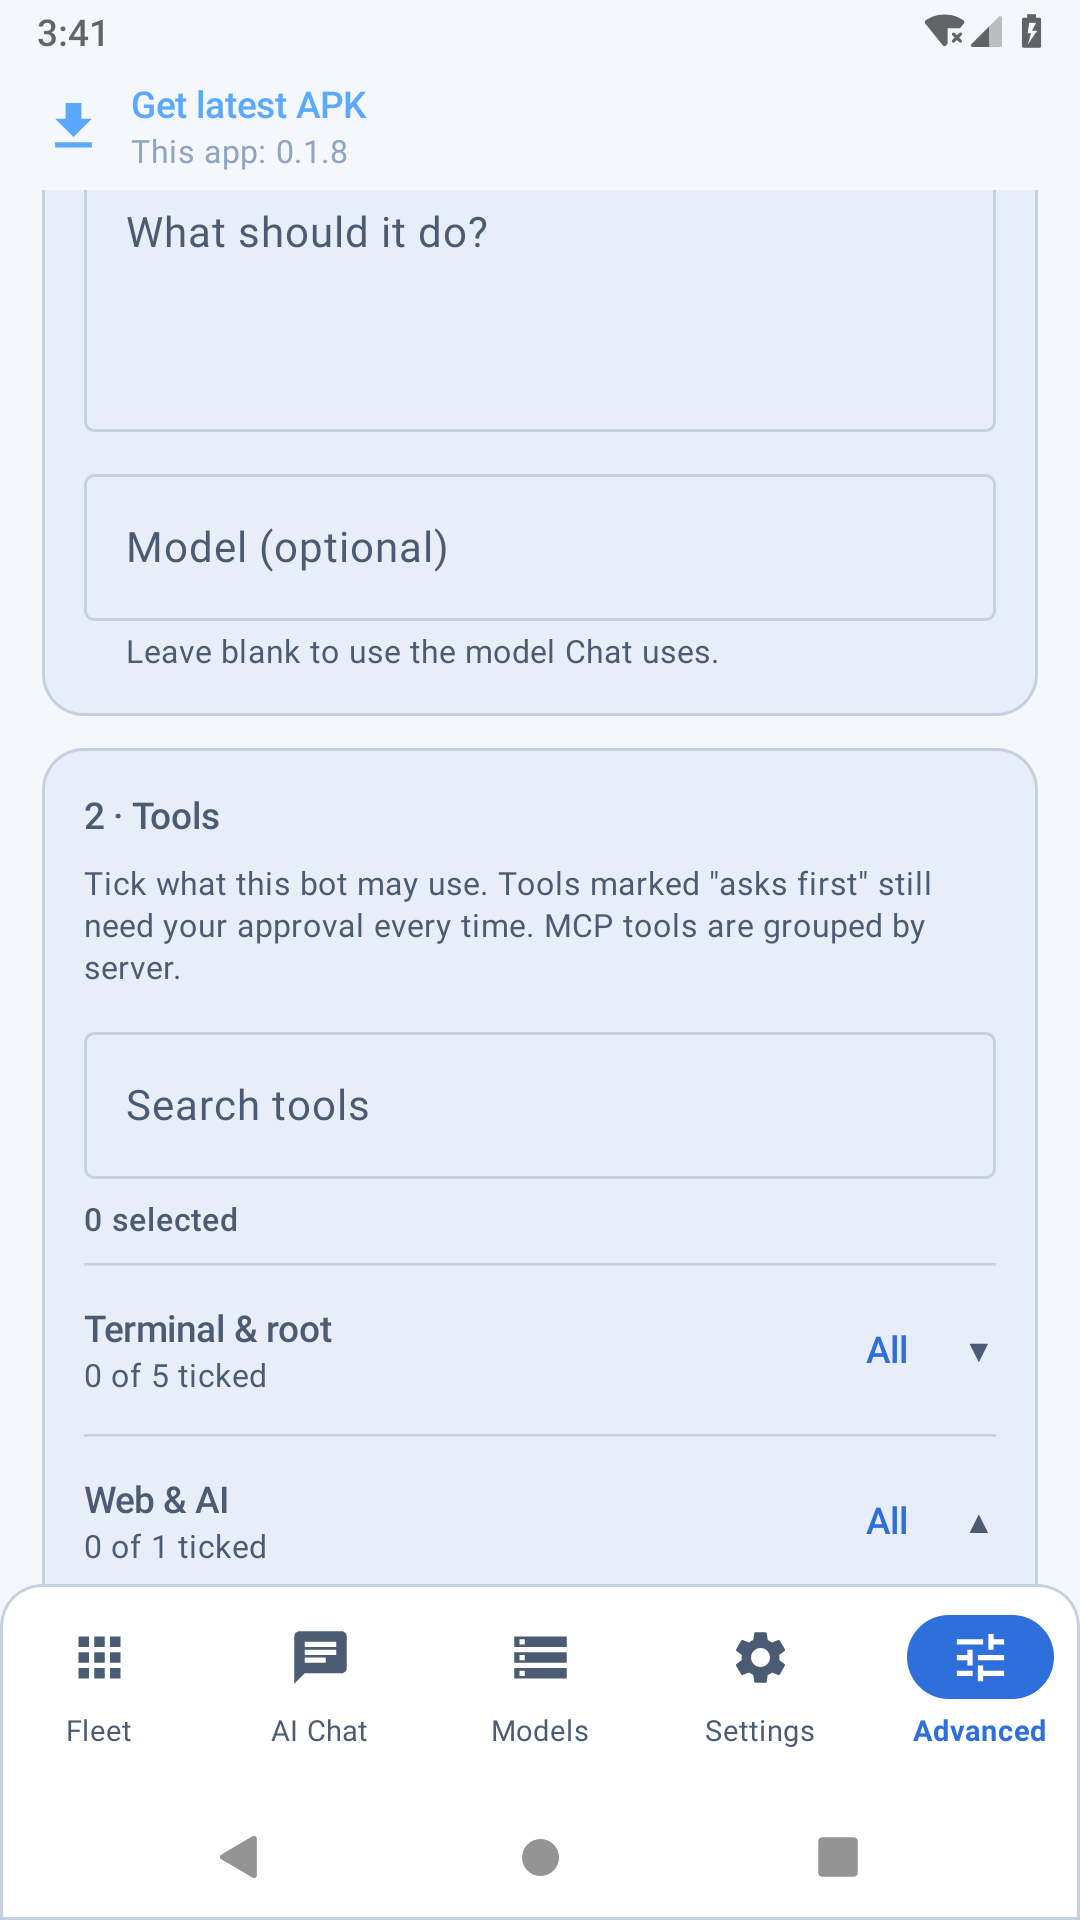 3:41
Get latest APK
This app: 0.1.8
What should it do?
Model (optional)
Leave blank to use the model Chat uses.
2 · Tools
Tick what this bot may use. Tools marked "asks first" still
need your approval every time. MCP tools are grouped by
server.
Search tools
0 selected
Terminal & root
0 of 5 ticked
All
Web & AI
0 of 1 ticked
All
Fleet
AI Chat
Models
Settings
Advanced